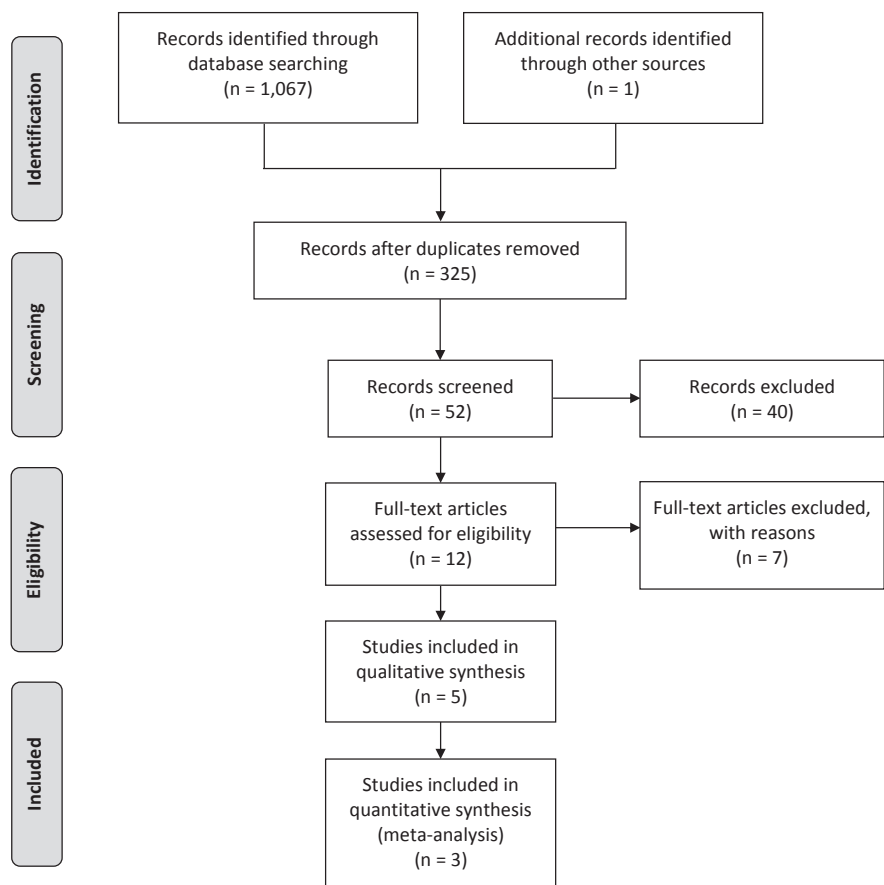 Identification
Records identified through
database searching
(n = 1,067)
Additional records identified
through other sources
(n = 1)
Records after duplicates removed
(n = 325)
Screening
Records screened
(n = 52)
Records excluded
(n = 40)
Eligibility
Full-text articles
assessed for eligibility
(n = 12)
Full-text articles excluded,
with reasons
(n = 7)
Studies included in
qualitative synthesis
(n = 5)
Included
Studies included in
quantitative synthesis
(meta-analysis)
(n = 3)